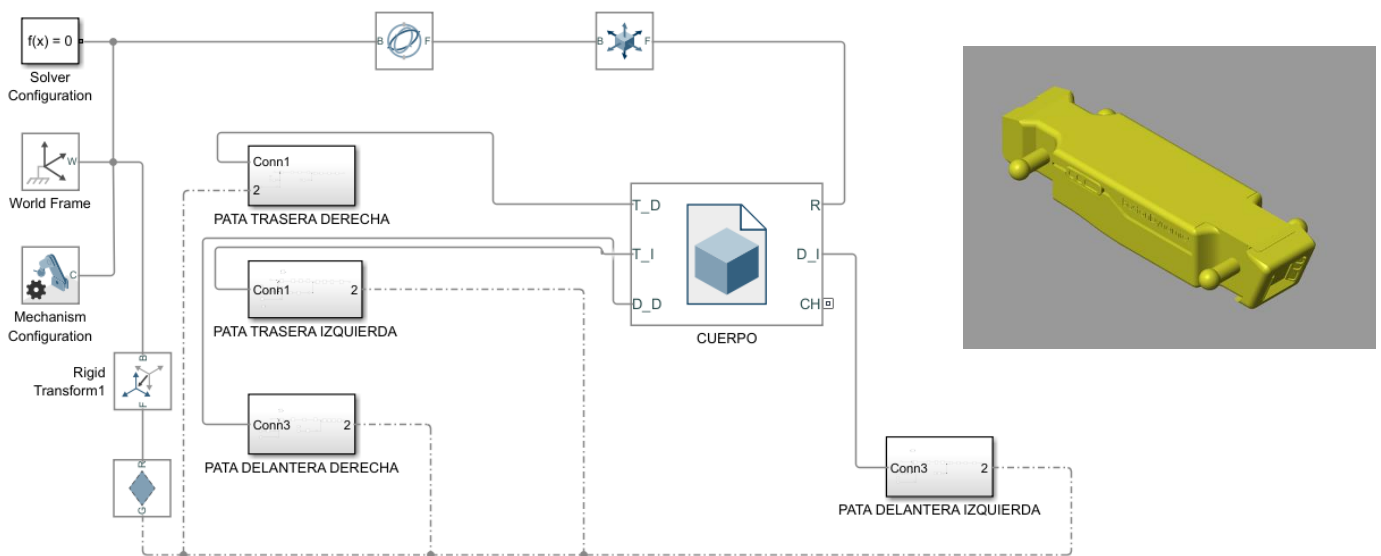 f(x) = 0
Solver
Configuration
B
F
B
F
W
World Frame
C
Mechanism
Configuration
Conn1
2
PATA TRASERA DERECHA
Conn1
2
PATA TRASERA IZQUIERDA
T_D
T_I
D_D
R
D_I
CH
CUERPO
Rigid
Transform1
B
F
R
G
Conn3
2
PATA DELANTERA DERECHA
Conn3
2
PATA DELANTERA IZQUIERDA